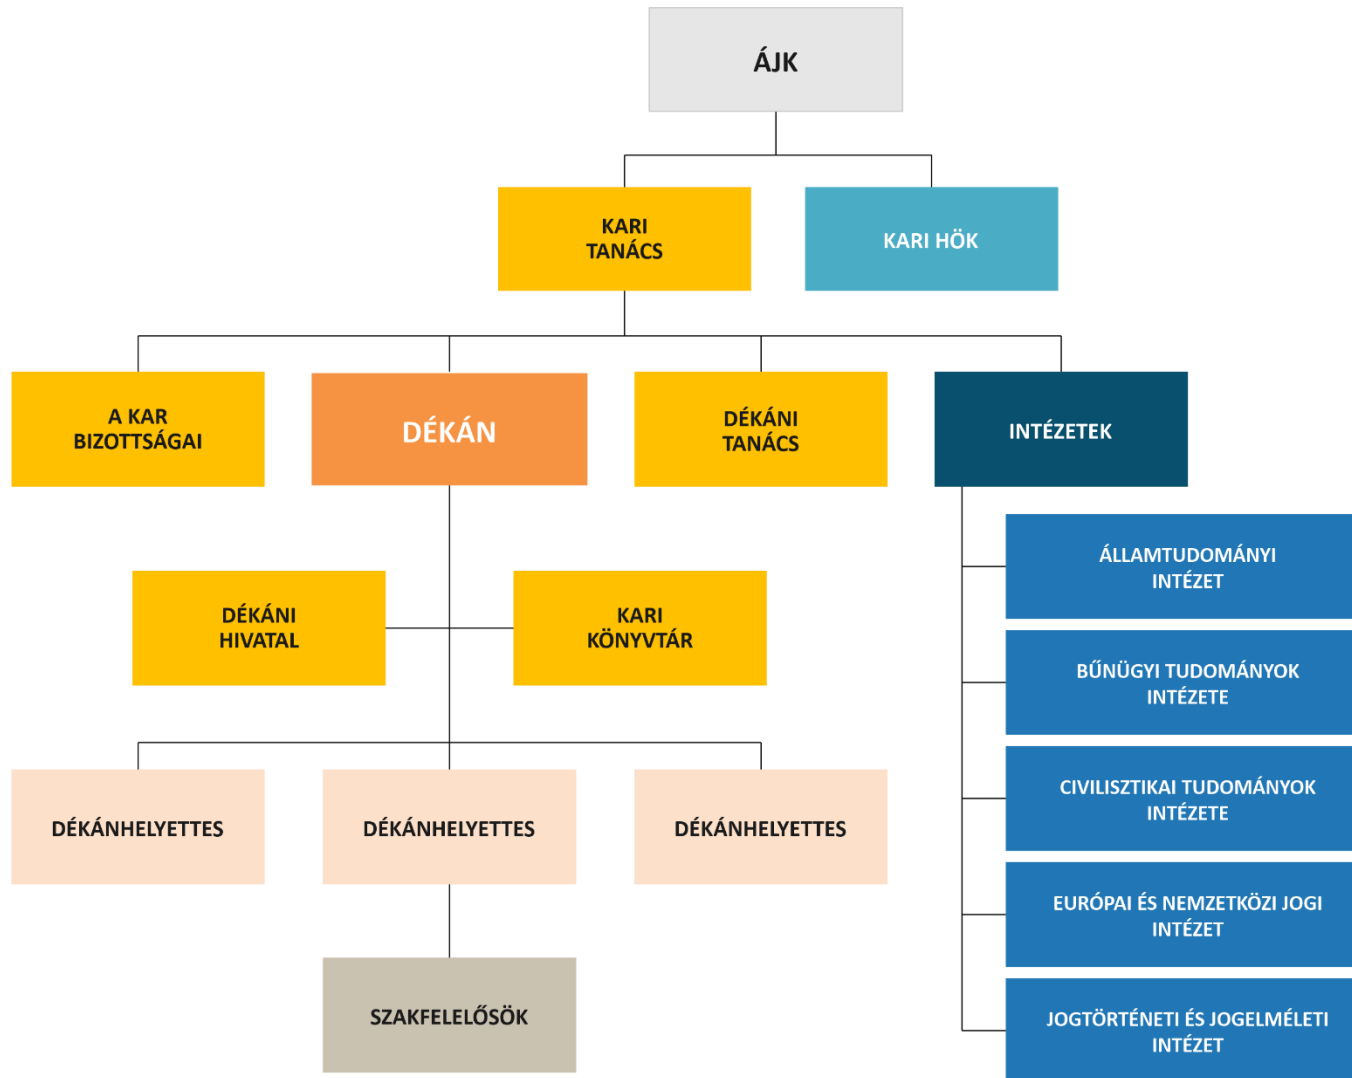 ÁJK
KARI
TANÁCS
KARI HÖK
A KAR
BIZOTTSÁGAI
DÉKÁN
DÉKÁNI
TANÁCS
INTÉZETEK
DÉKÁNI
HIVATAL
KARI
KÖNYVTÁR
DÉKÁNHELYETTES
DÉKÁNHELYETTES
DÉKÁNHELYETTES
SZAKFELELŐSÖK
ÁLLAMTUDOMÁNYI
INTÉZET
BŰNÜGYI TUDOMÁNYOK
INTÉZETE
CIVILISZTIKAI TUDOMÁNYOK
INTÉZETE
EURÓPAI ÉS NEMZETKÖZI JOGI
INTÉZET
JOGTÖRTÉNETI ÉS JOGELMÉLETI
INTÉZET